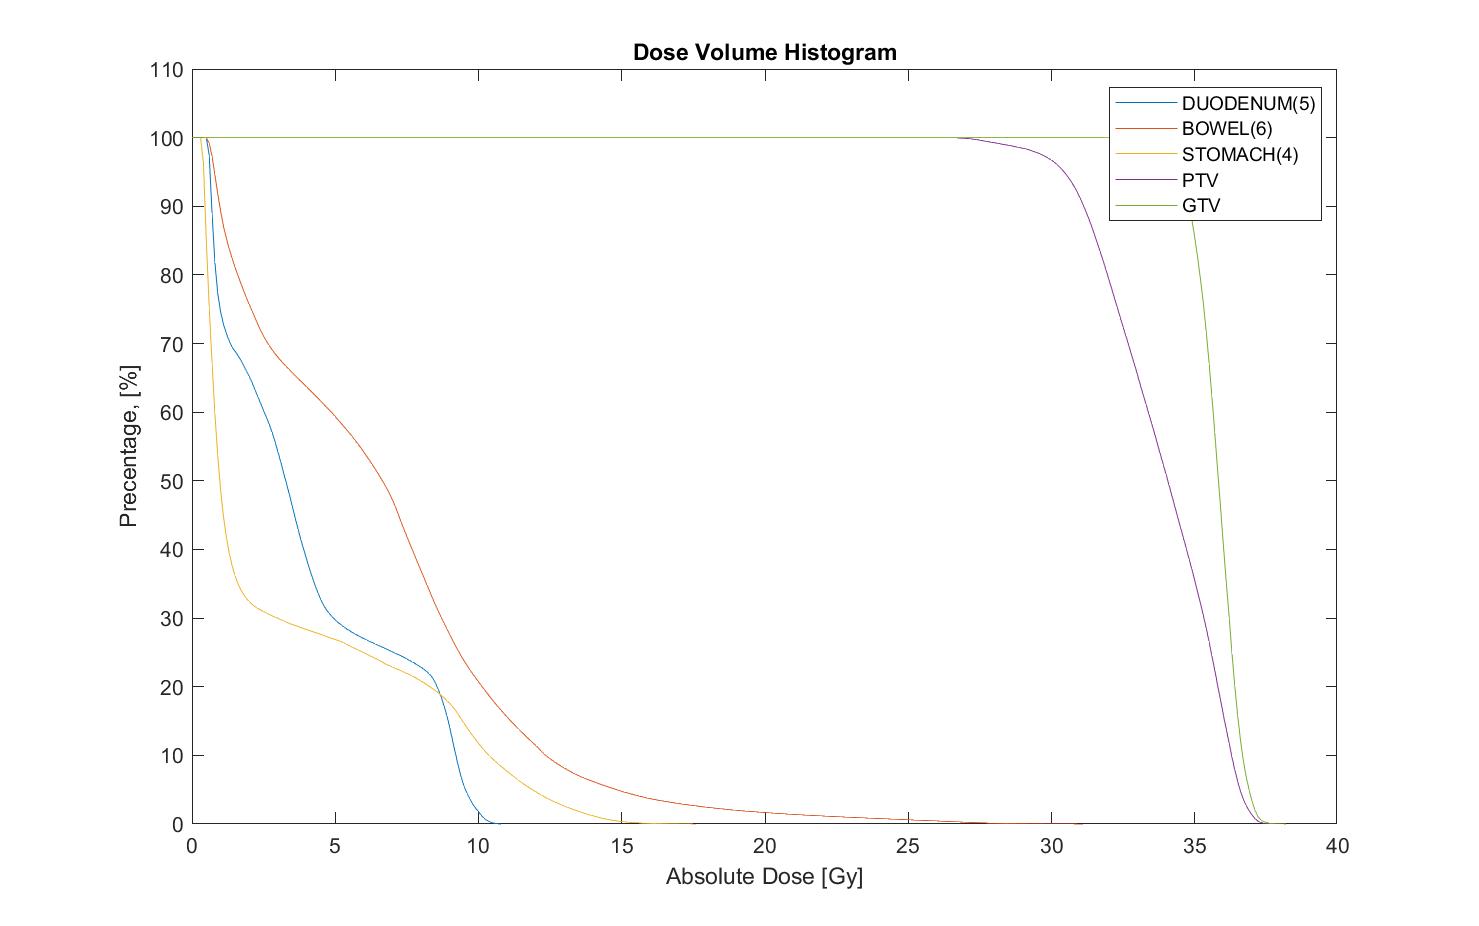 Dose Volume Histogram
110
100
90
80
70
60
50
40
30
20
10
0
Precentage, [%]
DUODENUM(5)
BOWEL(6)
STOMACH(4)
PTV
GTV
0 5 10 15 20 25 30 35 40
Absolute Dose [Gy]